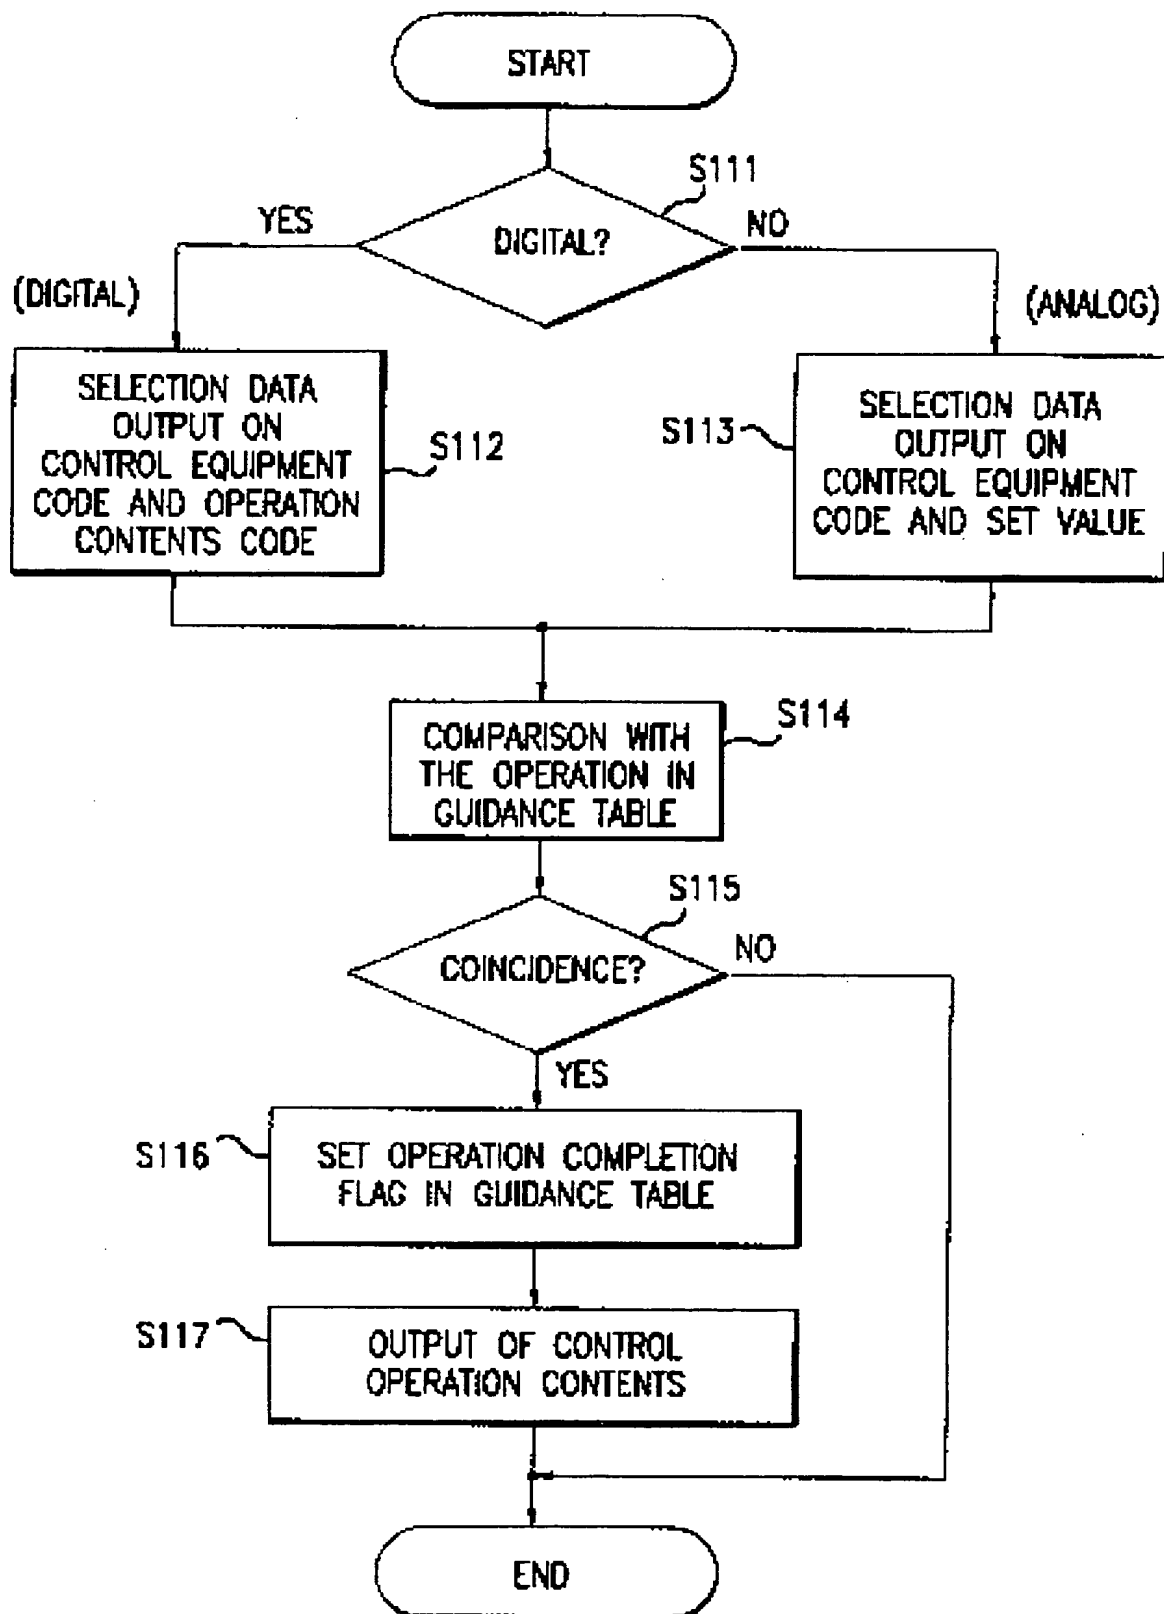 START
S111
YES
DIGITAL?
NO
(DIGITAL)
(ANALOG)
SELECTION DATA
OUTPUT ON
CONTROL EQUIPMENT
CODE AND OPERATION
CONTENTS CODE
S112
S113
SELECTION DATA
OUTPUT ON
CONTROL EQUIPMENT
CODE AND SET VALUE
S114
COMPARISON WITH
THE OPERATION IN
GUIDANCE TABLE
S115
COINCIDENCE?
NO
YES
S116
SET OPERATION COMPLETION
FLAG IN GUIDANCE TABLE
S117
OUTPUT OF CONTROL
OPERATION CONTENTS
END